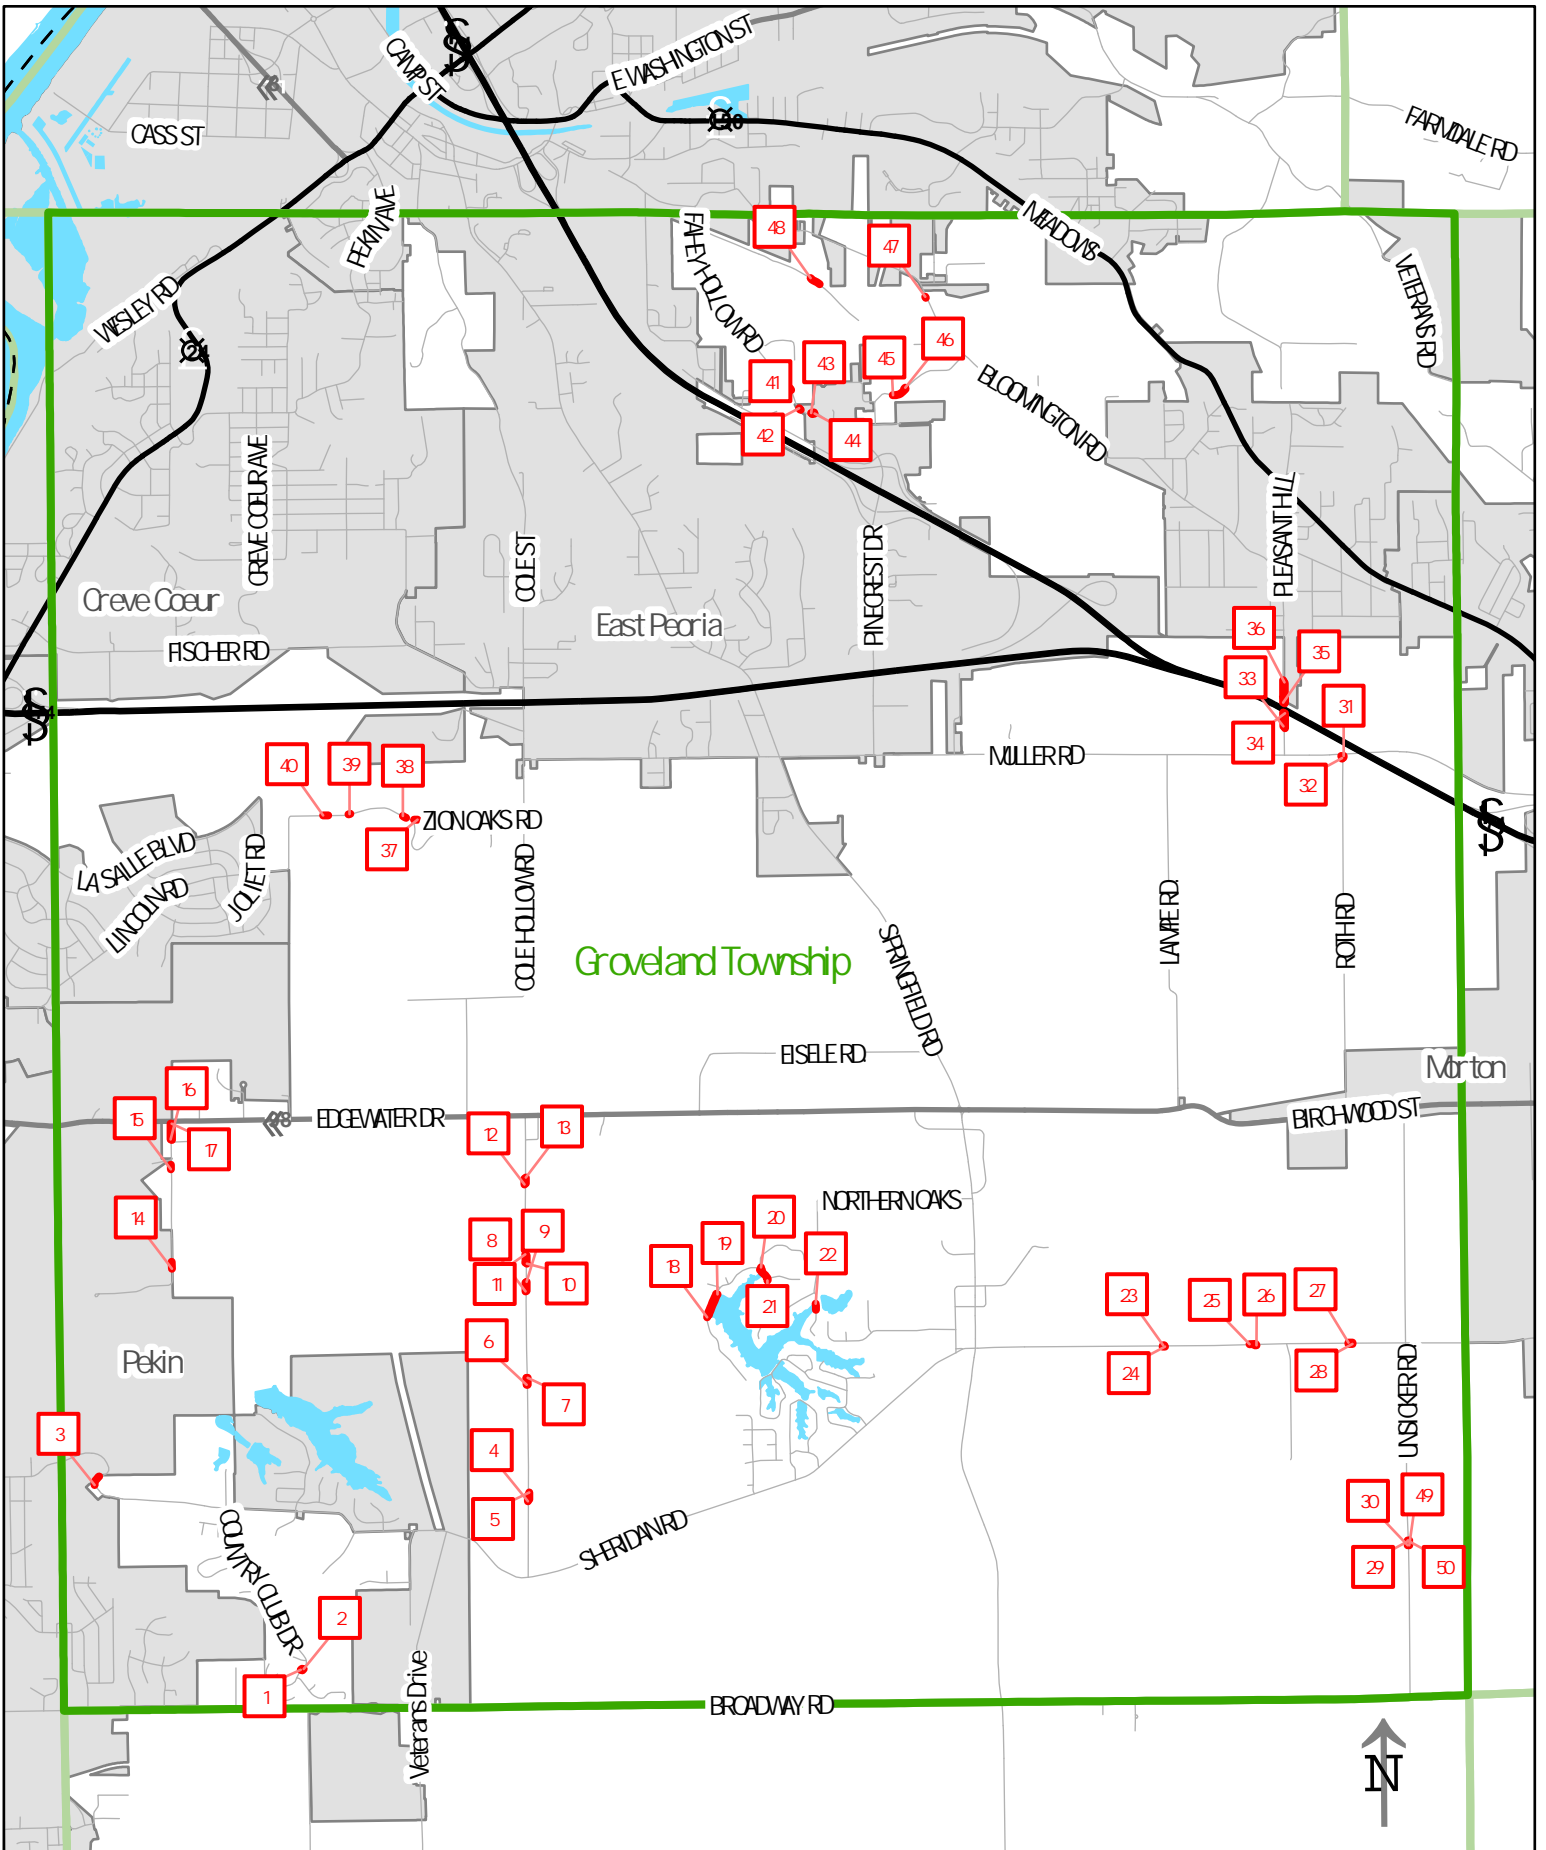 CAMP ST
E WASHINGTON ST
CASS ST
FARMDALE RD
PEKIN AVE
FAHEY HOLLOW RD
48
47
MEADOWS
VETERANS RD
WESLEY RD
24
46
43
45
41
42
44
BLOOMINGTON RD
CREVE COEUR AVE
COLE ST
PINECREST DR
PLEASANT HILL
Creve Coeur
East Peoria
FISCHER RD
36
35
33
31
34
32
MULLER RD
40
39
38
ZION OAKS RD
37
LA SALLE BLVD
LINCOLN RD
JOLIET RD
COLE HOLLOW RD
Groveland Township
SPRINGFIELD RD
LAMPE RD.
ROTH RD
EISELE RD.
Morton
16
15
17
EDGEWATER DR
BIRCHWOOD ST
12
13
14
NORTHERN OAKS
20
8
9
19
22
18
11
10
21
23
25
26
27
6
24
28
7
Pekin
UNSICKER RD
3
4
5
30
49
29
50
SHERIDAN RD
COUNTRY CLUB DR
2
1
Veterans Drive
BROADWAY RD
N